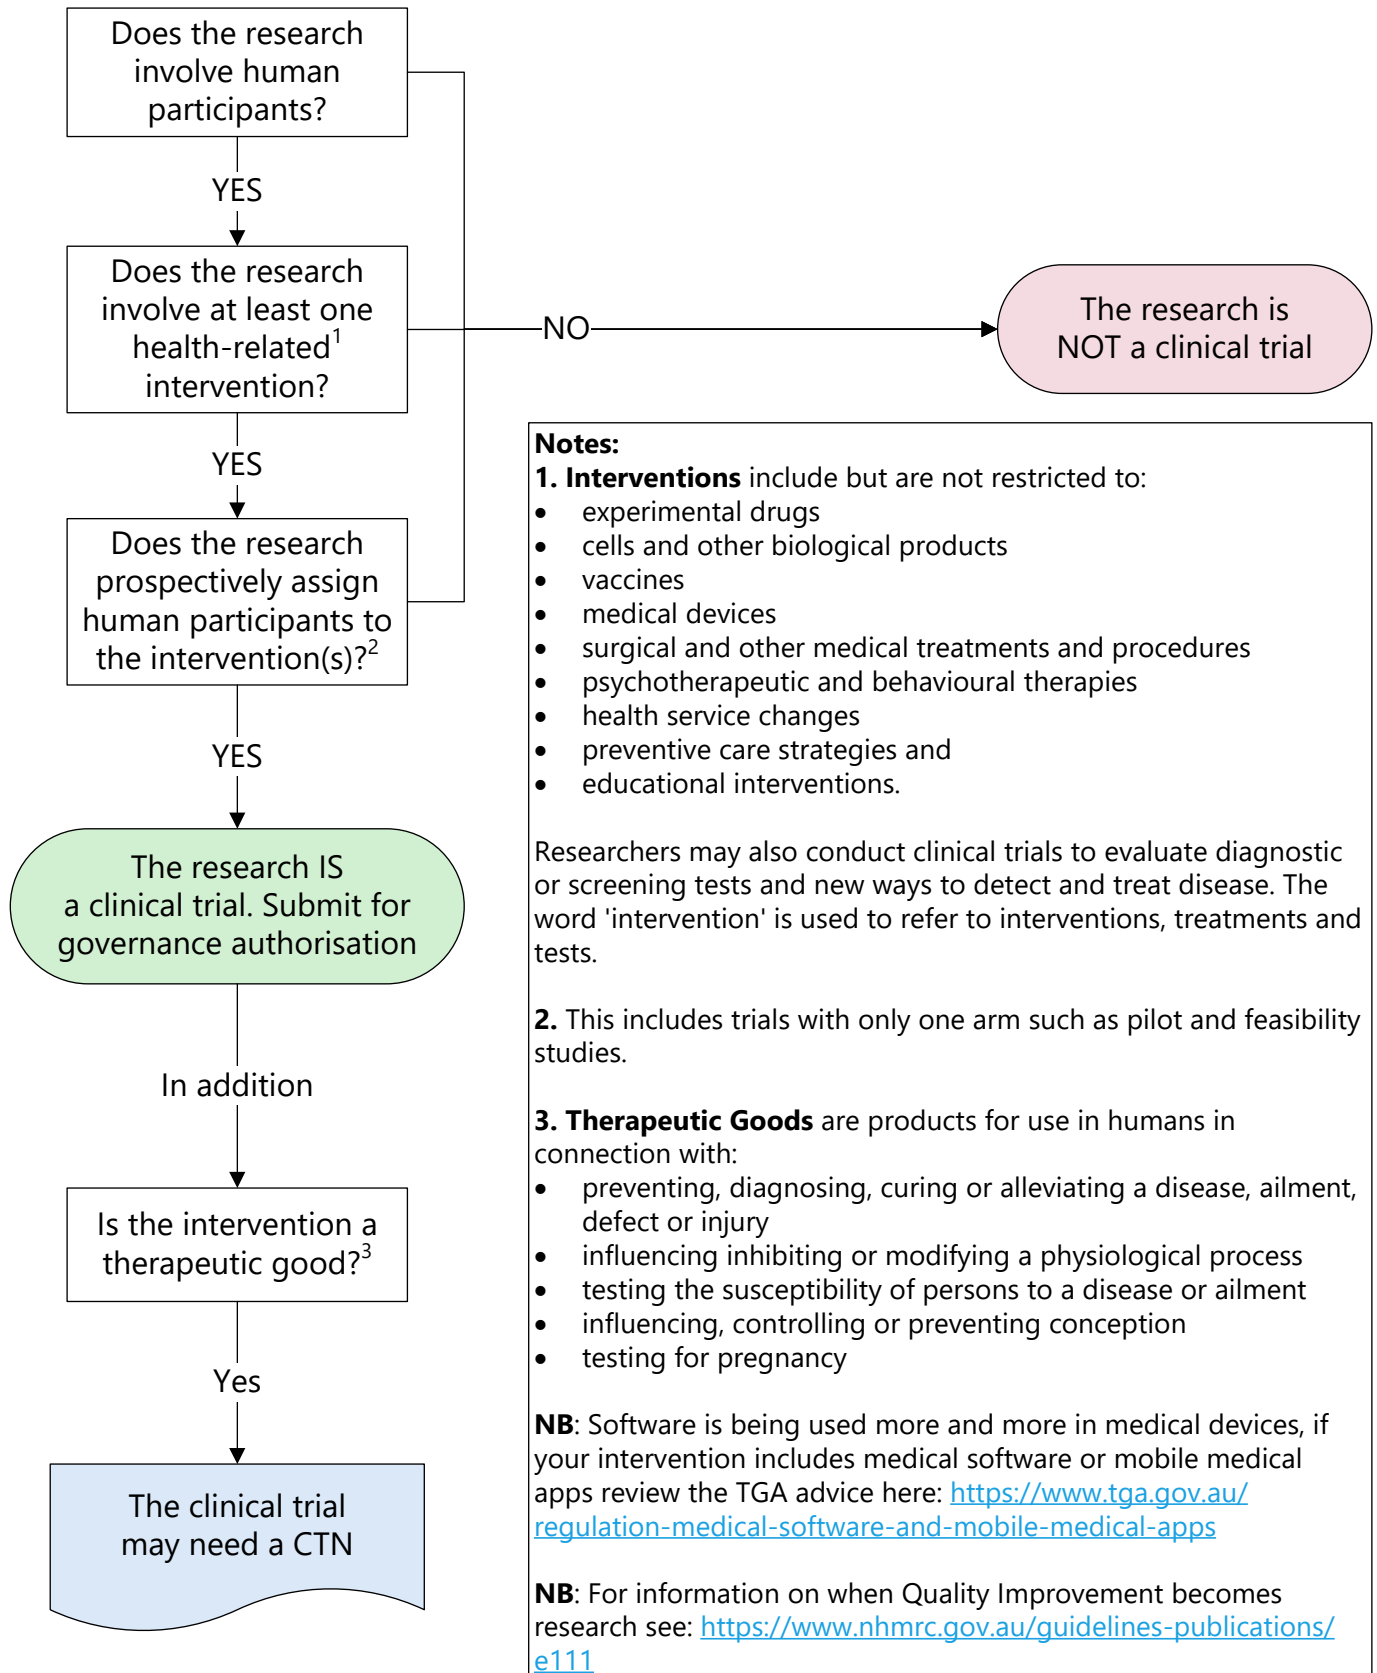 Does the research
involve human
participants?
YES
Does the research
involve at least one
health-related1
intervention?
NO
The research is
NOT a clinical trial
YES
Does the research
prospectively assign
human participants to
the intervention(s)?2
YES
The research IS
a clinical trial. Submit for
governance authorisation
In addition
Is the intervention a
therapeutic good?3
Yes
The clinical trial
may need a CTN
Notes:
1. Interventions include but are not restricted to:
• experimental drugs
• cells and other biological products
• vaccines
• medical devices
• surgical and other medical treatments and procedures
• psychotherapeutic and behavioural therapies
• health service changes
• preventive care strategies and
• educational interventions.
Researchers may also conduct clinical trials to evaluate diagnostic
or screening tests and new ways to detect and treat disease. The
word 'intervention' is used to refer to interventions, treatments and
tests.
2. This includes trials with only one arm such as pilot and feasibility
studies.
3. Therapeutic Goods are products for use in humans in
connection with:
• preventing, diagnosing, curing or alleviating a disease, ailment,
defect or injury
• influencing inhibiting or modifying a physiological process
• testing the susceptibility of persons to a disease or ailment
• influencing, controlling or preventing conception
• testing for pregnancy
NB: Software is being used more and more in medical devices, if
your intervention includes medical software or mobile medical
apps review the TGA advice here: https://www.tga.gov.au/
regulation-medical-software-and-mobile-medical-apps
NB: For information on when Quality Improvement becomes
research see: https://www.nhmrc.gov.au/guidelines-publications/
e111